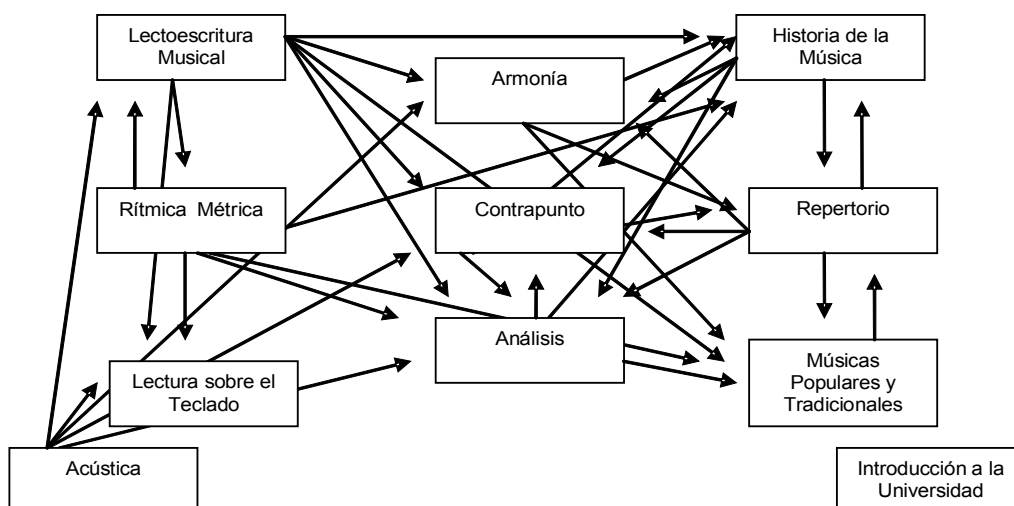 Lectoescritura
Musical
Armonía
Historia de la
Música
Rítmica  Métrica
Contrapunto
Repertorio
Lectura sobre el
Teclado
Análisis
Músicas
Populares y
Tradicionales
Acústica
Introducción a la
Universidad